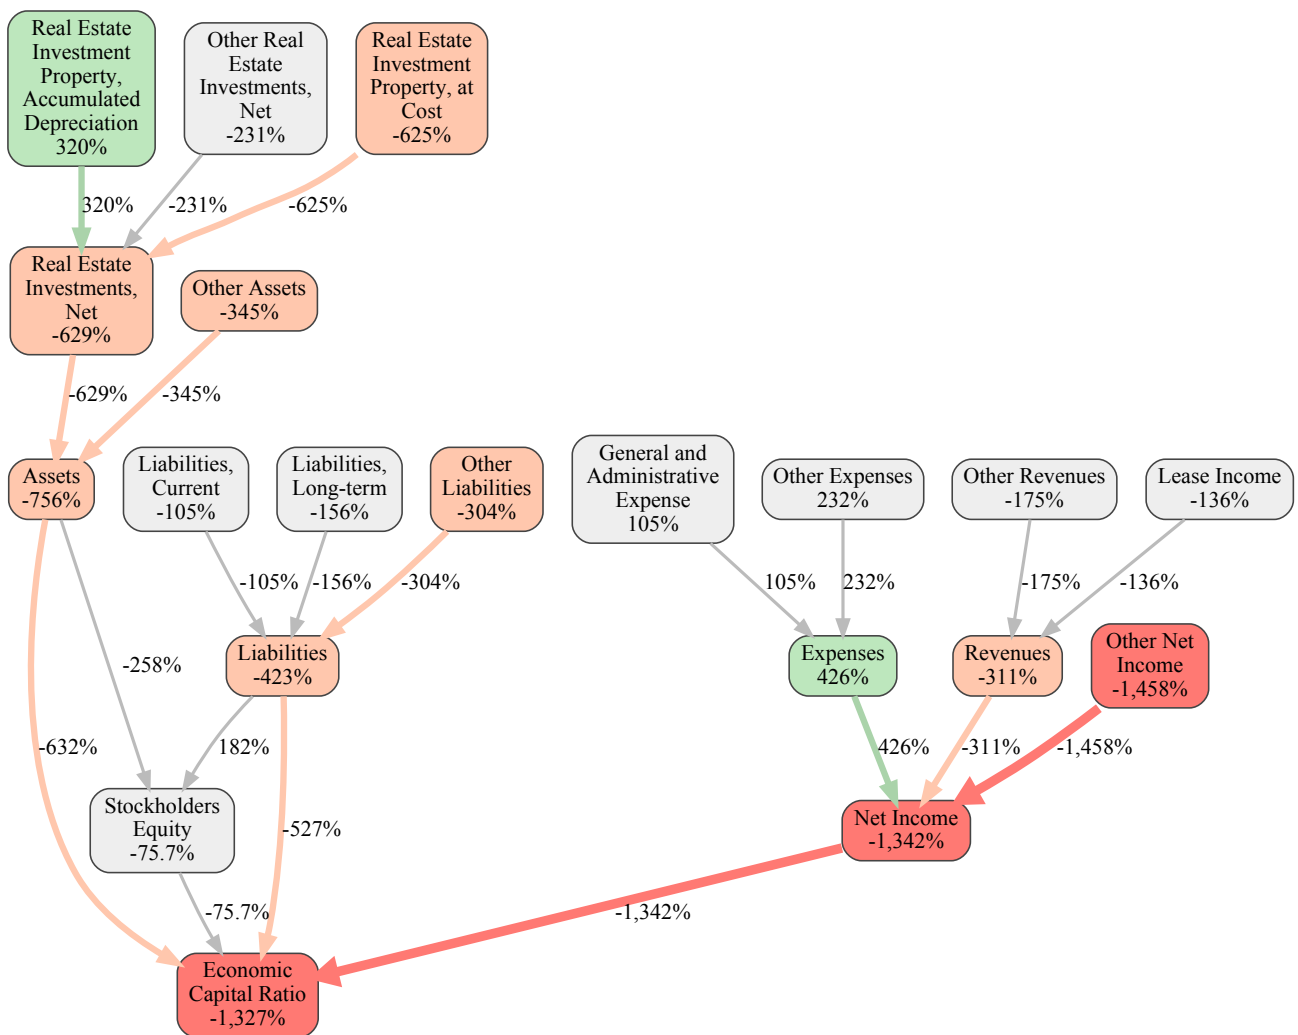 Real Estate
Investment
Property,
Accumulated
Depreciation
320%
Other Real
Estate
Investments,
Net
-231%
Real Estate
Investment
Property, at
Cost
-625%
320%
-231%
-625%
Real Estate
Investments,
Net
-629%
Other Assets
-345%
-629%
-345%
Assets
-756%
Liabilities,
Current
-105%
Liabilities,
Long-term
-156%
Other
Liabilities
-304%
General and
Administrative
Expense
105%
Other Expenses
232%
Other Revenues
-175%
Lease Income
-136%
-105%
-156%
-304%
105%
232%
-175%
-136%
-258%
Liabilities
-423%
Expenses
426%
Revenues
-311%
Other Net
Income
-1,458%
-632%
182%
426%
-311%
-1,458%
Stockholders
Equity
-75.7%
-527%
Net Income
-1,342%
-75.7%
-1,342%
Economic
Capital Ratio
-1,327%